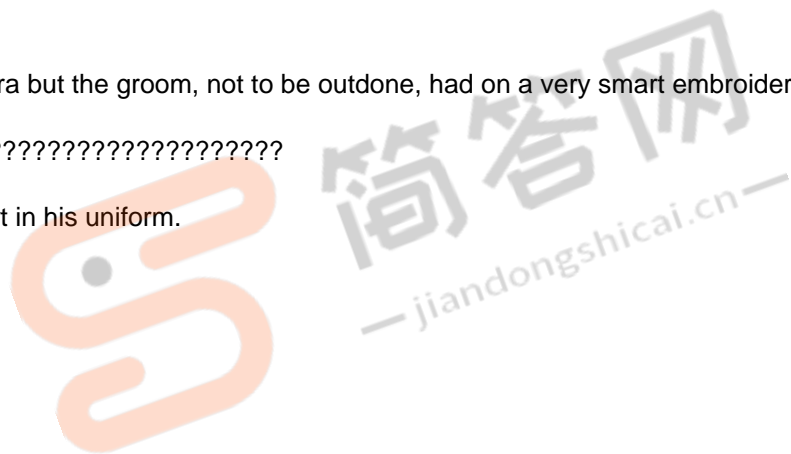 ra but the groom, not to be outdone, had on a very smart embroider
???????????????????
t in his uniform.
简答网
jiandongshicai.cn